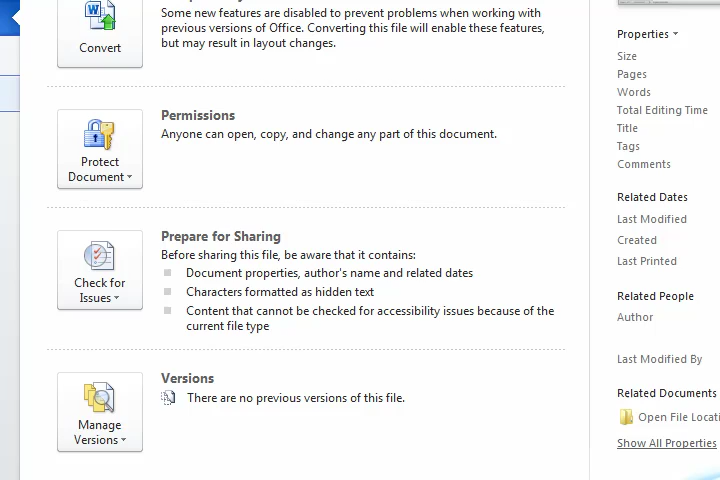 Some new features are disabled to prevent problems when working with
previous versions of Office. Converting this file will enable these features,
but may result in layout changes.
Convert
Permissions
Anyone can open, copy, and change any part of this document.
Protect
Document
Prepare for Sharing
Before sharing this file, be aware that it contains:
Document properties, author's name and related dates
Characters formatted as hidden text
Content that cannot be checked for accessibility issues because of the
current file type
Check for
Issues
Versions
There are no previous versions of this file.
Manage
Versions
Properties
Size
Pages
Words
Total Editing Time
Title
Tags
Comments
Related Dates
Last Modified
Created
Last Printed
Related People
Author
Last Modified By
Related Documents
Open File Locati
Show All Properties